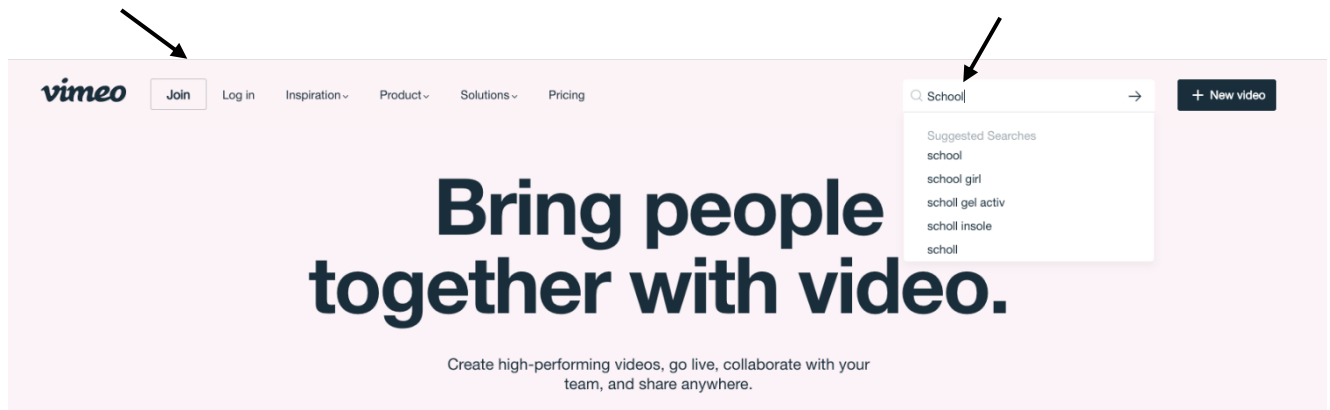 vimeo Join Log in Inspiration Product Solutions Pricing School + New video
Suggested Searches
school
school girl
scholl gel activ
scholl insole
scholl
Bring people
together with video.
Create high-performing videos, go live, collaborate with your
team, and share anywhere.